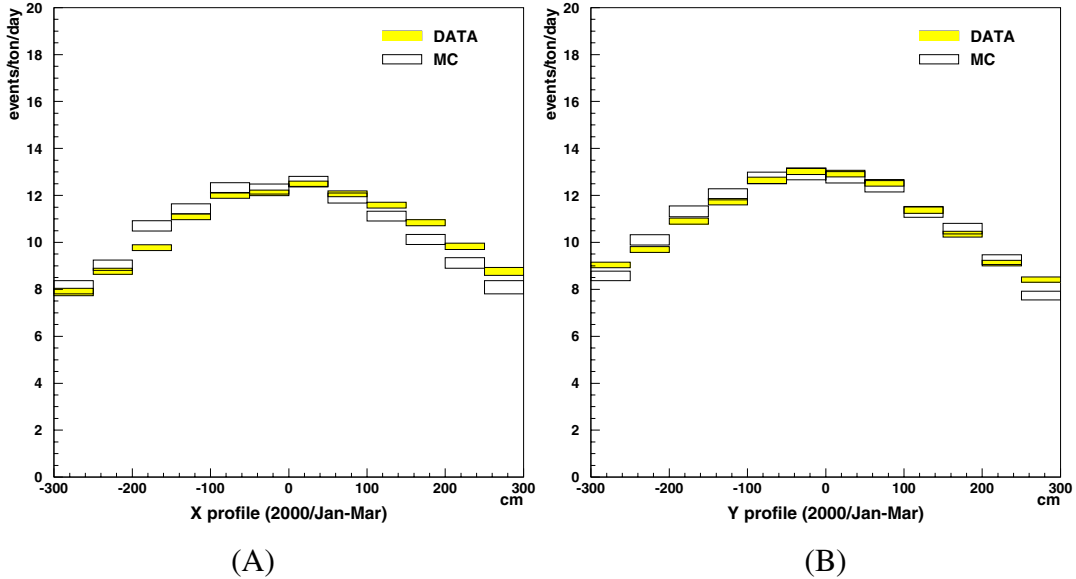 events/ton/day
20
18
16
14
12
10
8
6
4
2
0
DATA
MC
-300 -200 -100 0 100 200 300
cm
X profile (2000/Jan-Mar)
(A)
events/ton/day
20
18
16
14
12
10
8
6
4
2
0
DATA
MC
-300 -200 -100 0 100 200 300
cm
Y profile (2000/Jan-Mar)
(B)